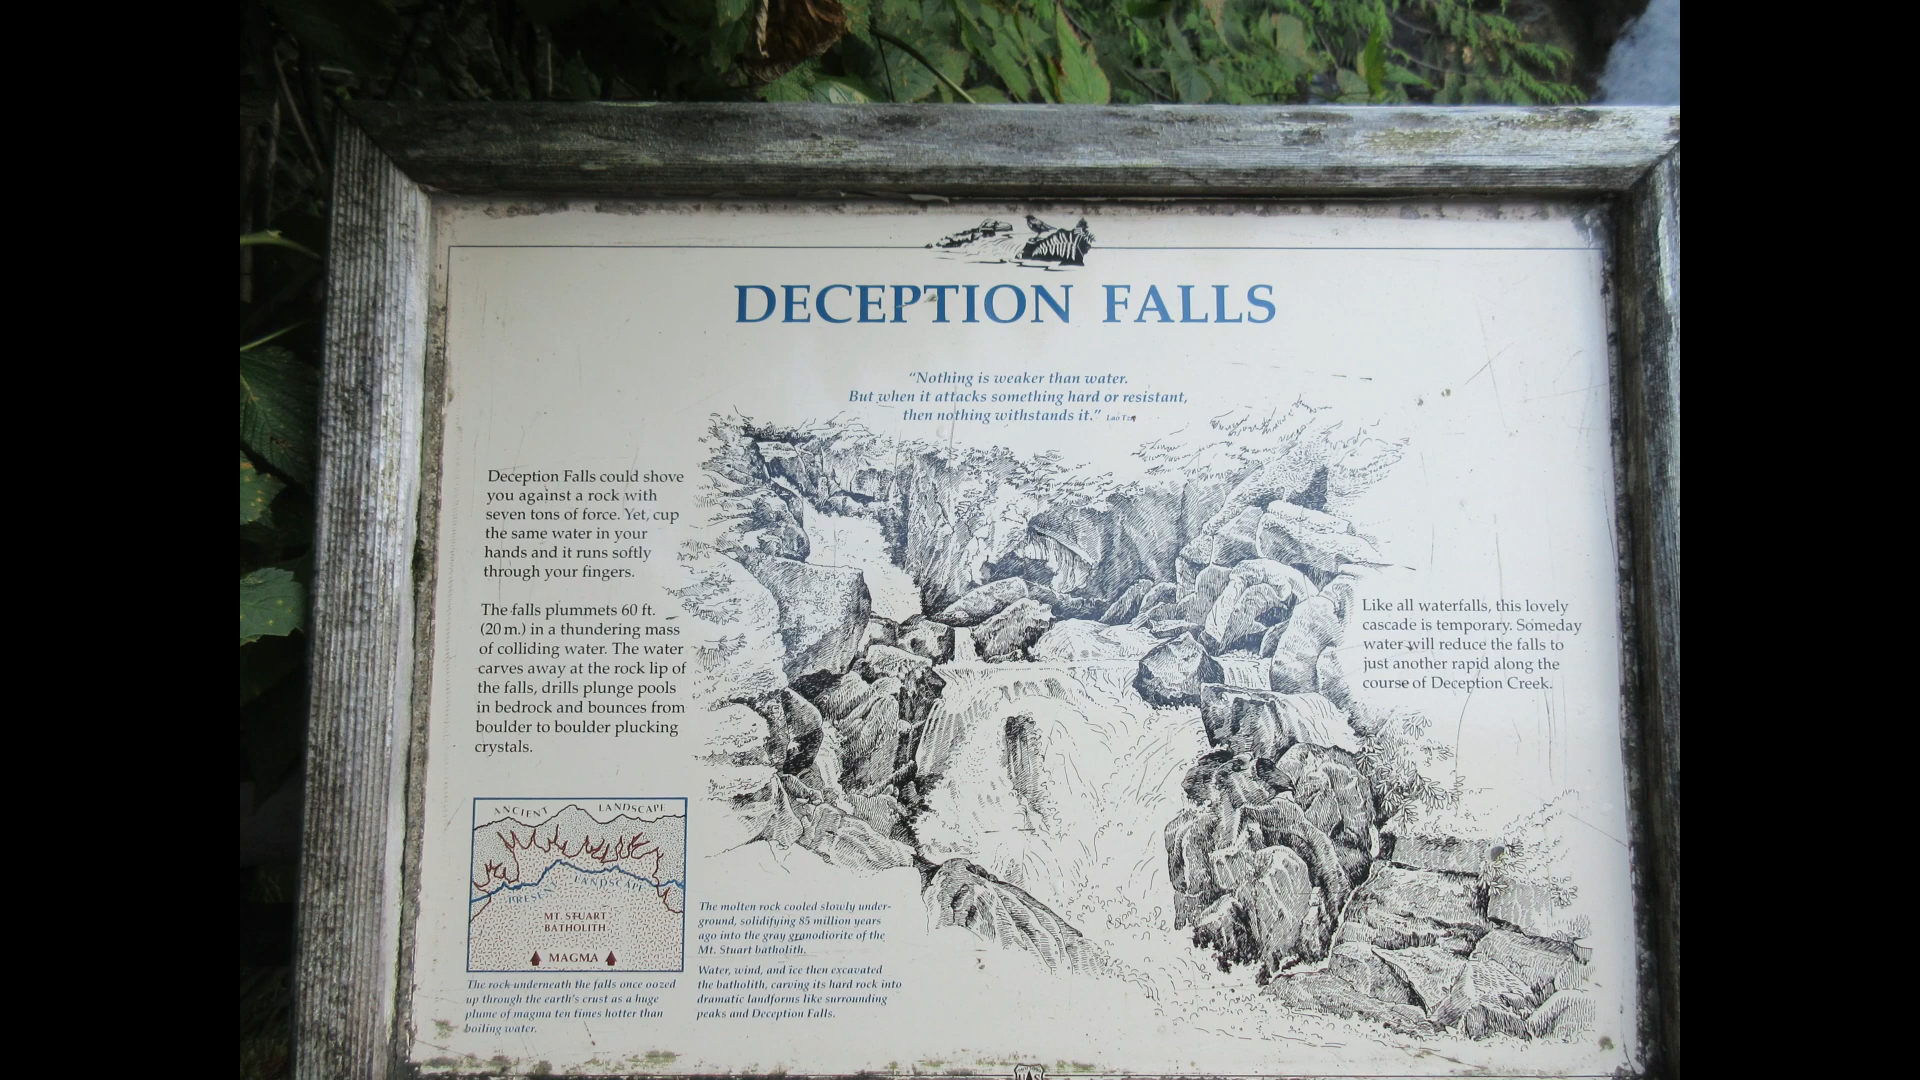 DECEPTION FALLS
“Nothing is weaker than water.
But when it attacks something hard or resistant,
then nothing withstands it.” Lao Tzu
Deception Falls could shove
you against a rock with
seven tons of force. Yet, cup
the same water in your
hands and it runs softly
through your fingers.
The falls plummets 60 ft.
(20 m.) in a thundering mass
of colliding water. The water
carves away at the rock lip of
the falls, drills plunge pools
in bedrock and bounces from
boulder to boulder plucking
crystals.
Like all waterfalls, this lovely
cascade is temporary. Someday
water will reduce the falls to
just another rapid along the
course of Deception Creek.
ANCIENT LANDSCAPE
PRESENT LANDSCAPE
MT. STUART
BATHOLITH
MAGMA
The rock underneath the falls once oozed
up through the earth's crust as a huge
plume of magma ten times hotter than
boiling water.
The molten rock cooled slowly under-
ground, solidifying 85 million years
ago into the gray granodiorite of the
Mt. Stuart batholith.
Water, wind, and ice then excavated
the batholith, carving its hard rock into
dramatic landforms like surrounding
peaks and Deception Falls.